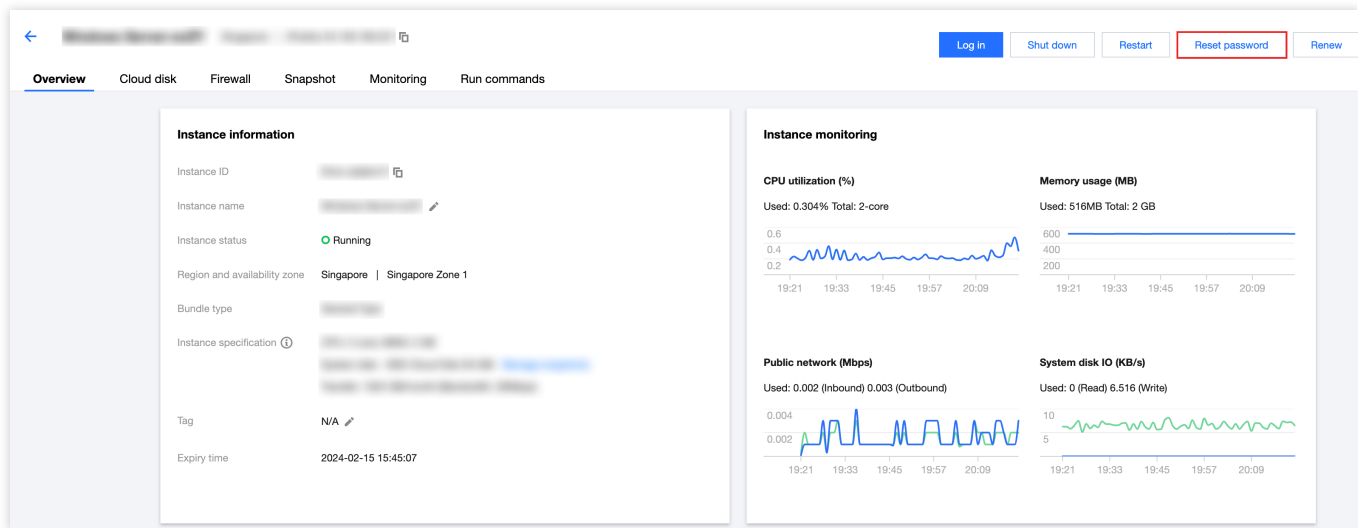 Log in
Shut down
Restart
Reset password
Renew
Overview
Cloud disk
Firewall
Snapshot
Monitoring
Run commands
Instance information
Instance ID
Instance name
Instance status
Running
Region and availability zone
Singapore | Singapore Zone 1
Bundle type
Instance specification
Tag
N/A
Expiry time
2024-02-15 15:45:07
Instance monitoring
CPU utilization (%)
Used: 0.304% Total: 2-core
0.6
0.4
0.2
19:21 19:33 19:45 19:57 20:09
Memory usage (MB)
Used: 516MB Total: 2 GB
600
400
200
19:21 19:33 19:45 19:57 20:09
Public network (Mbps)
Used: 0.002 (Inbound) 0.003 (Outbound)
0.004
0.002
19:21 19:33 19:45 19:57 20:09
System disk IO (KB/s)
Used: 0 (Read) 6.516 (Write)
10
5
19:21 19:33 19:45 19:57 20:09